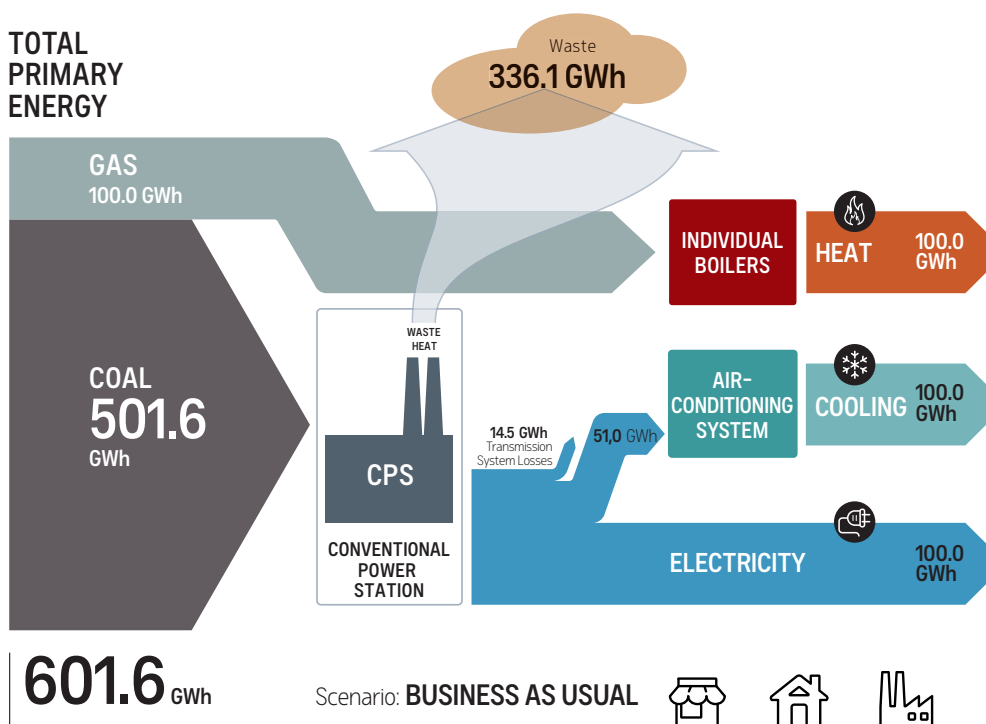 TOTAL
PRIMARY
ENERGY
Waste
336.1 GWh
GAS
100.0 GWh
INDIVIDUAL
BOILERS
HEAT
100.0
GWh
WASTE
HEAT
COAL
501.6
GWh
CPS
CONVENTIONAL
POWER
STATION
14.5 GWh
Transmission
System Losses
51,0 GWh
AIR-
CONDITIONING
SYSTEM
COOLING
100.0
GWh
ELECTRICITY
100.0
GWh
601.6 GWh
Scenario: BUSINESS AS USUAL